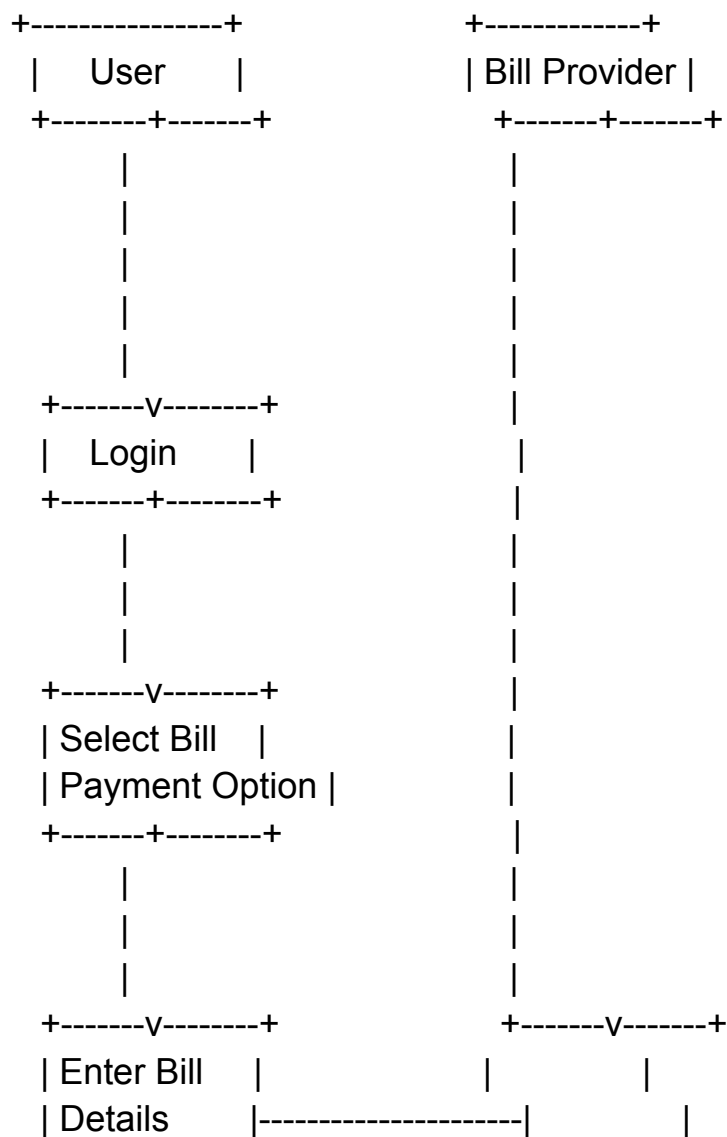 +----------------+ +-------------+
| User | | Bill Provider |
+--------+-------+ +-------+-------+
| |
| |
| |
| |
| |
+-------v--------+ |
| Login | |
+-------+--------+ |
| |
| |
| |
+-------v--------+ |
| Select Bill | |
| Payment Option | |
+-------+--------+ |
| |
| |
| |
+-------v--------+ +-------v-------+
| Enter Bill | | |
| Details |----------------------| |